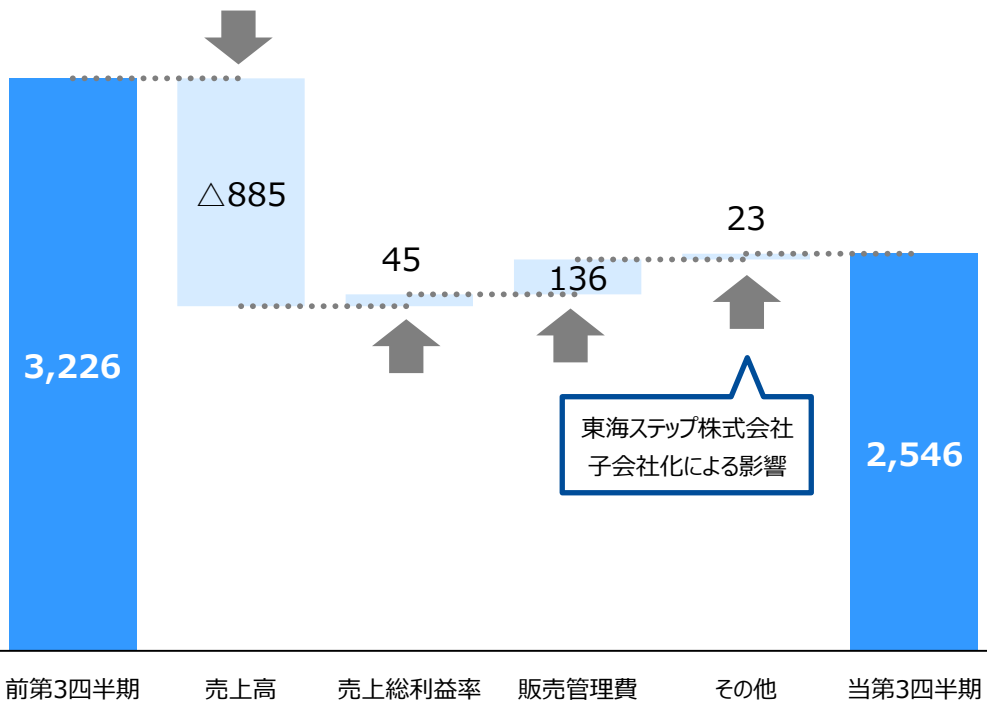 △885
45
136
23
3,226
2,546
東海ステップ株式会社
子会社化による影響
前第3四半期
売上高
売上総利益率
販売管理費
その他
当第3四半期